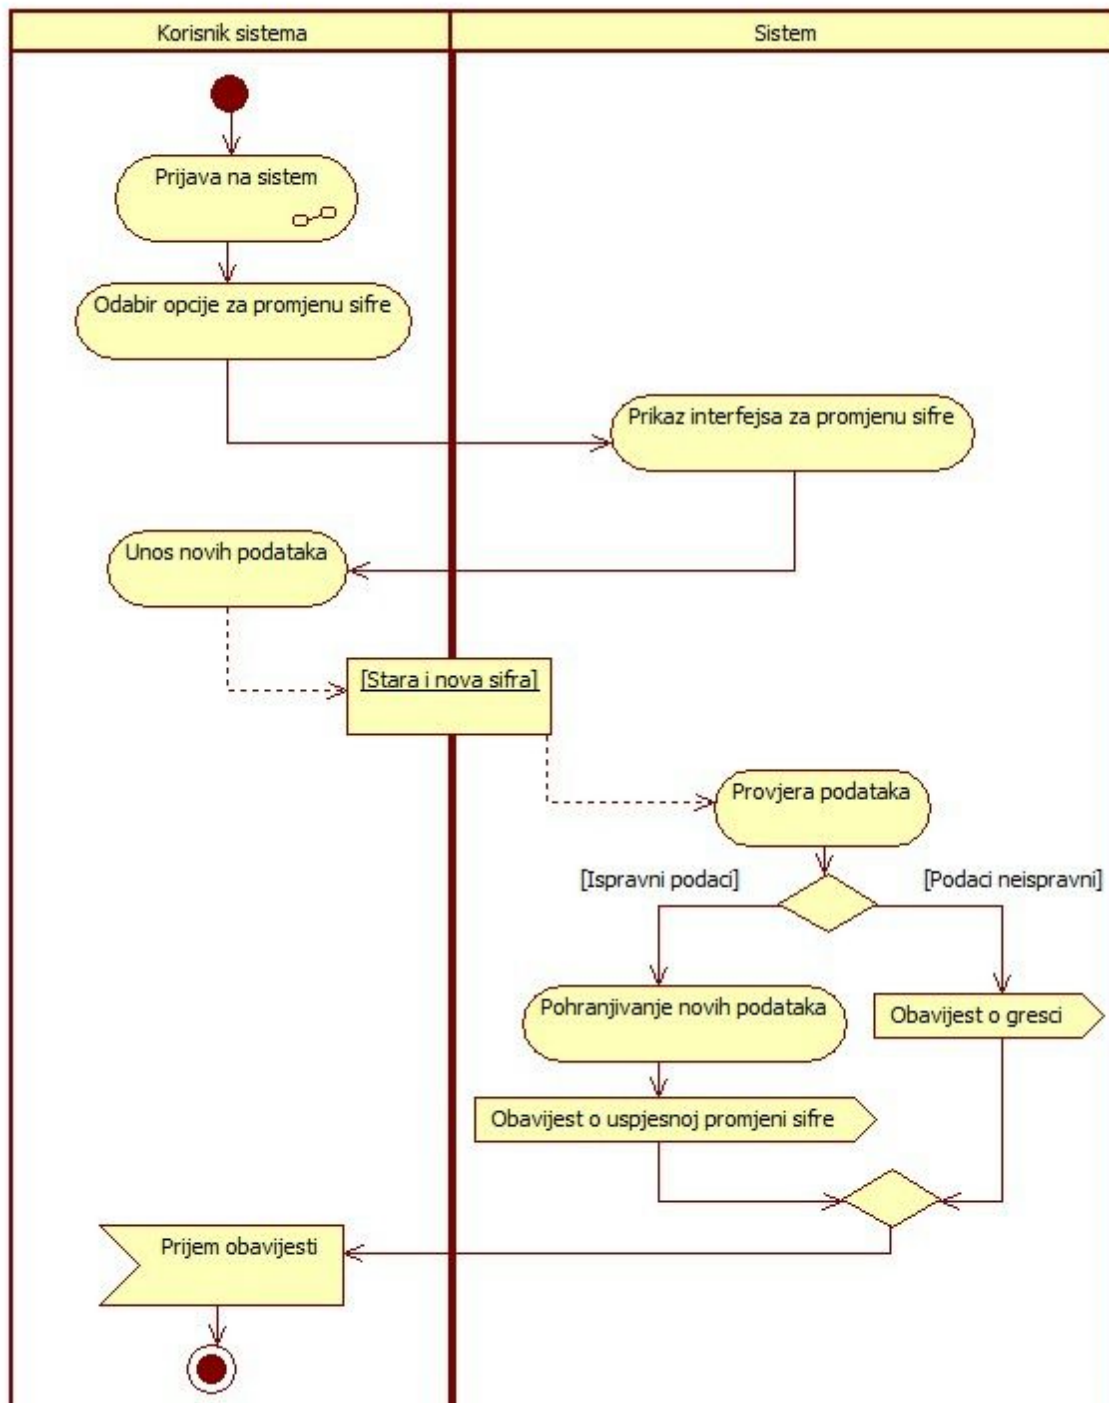 Korisnik sistema
Sistem
Prijava na sistem
Odabir opcije za promjenu sifre
Prikaz interfejsa za promjenu sifre
Unos novih podataka
[Stara i nova sifra]
Provjera podataka
[Ispravni podaci]
[Podaci neispravni]
Pohranjivanje novih podataka
Obavijest o gresci
Obavijest o uspjesnoj promjeni sifre
Prijem obavijesti